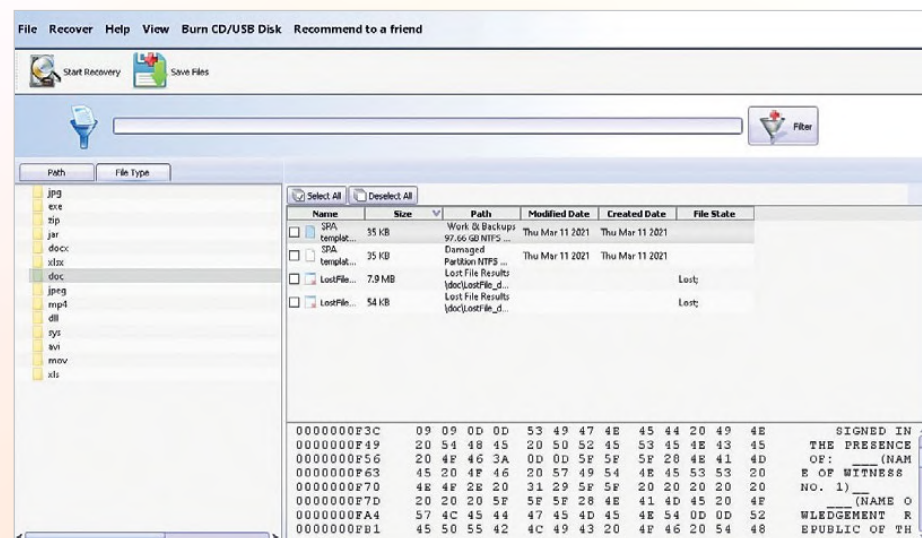 File Recover Help View Burn CD/USB Disk Recommend to a friend
Start Recovery Save Files
Filter
Path File Type
jpg
exe
zip
jar
docx
xlsx
doc
jpeg
mp4
dll
sys
avi
mov
xls
Select All Deselect All
Name Size Path Modified Date Created Date File State
SPA templat... 35 KB Work & Backups 97.66 GB NTFS ... Thu Mar 11 2021 Thu Mar 11 2021
SPA templat... 35 KB Damaged Partition NTFS ... Thu Mar 11 2021 Thu Mar 11 2021
LostFile... 7.9 MB Lost File Results \doc\LostFile_d... Lost;
LostFile... 54 KB Lost File Results \doc\LostFile_d... Lost;
0000000F3C 09 09 0D 0D 53 49 47 4E 45 44 20 49 4E SIGNED IN
0000000F49 20 54 48 45 20 50 52 45 53 45 4E 43 45 THE PRESENCE
0000000F56 20 4F 46 3A 0D 0D 5F 5F 5F 28 4E 41 4D OF: ___(NAM
0000000F63 45 20 4F 46 20 57 49 54 4E 45 53 53 20 E OF WITNESS
0000000F70 4E 4F 2E 20 31 29 5F 5F 20 20 20 20 20 NO. 1)__
0000000F7D 20 20 20 5F 5F 5F 28 4E 41 4D 45 20 4F ___(NAME O
0000000FA4 57 4C 45 44 47 45 4D 45 4E 54 0D 0D 52 WLEDGEMENT R
0000000FB1 45 50 55 42 4C 49 43 20 4F 46 20 54 48 EPUBLIC OF TH